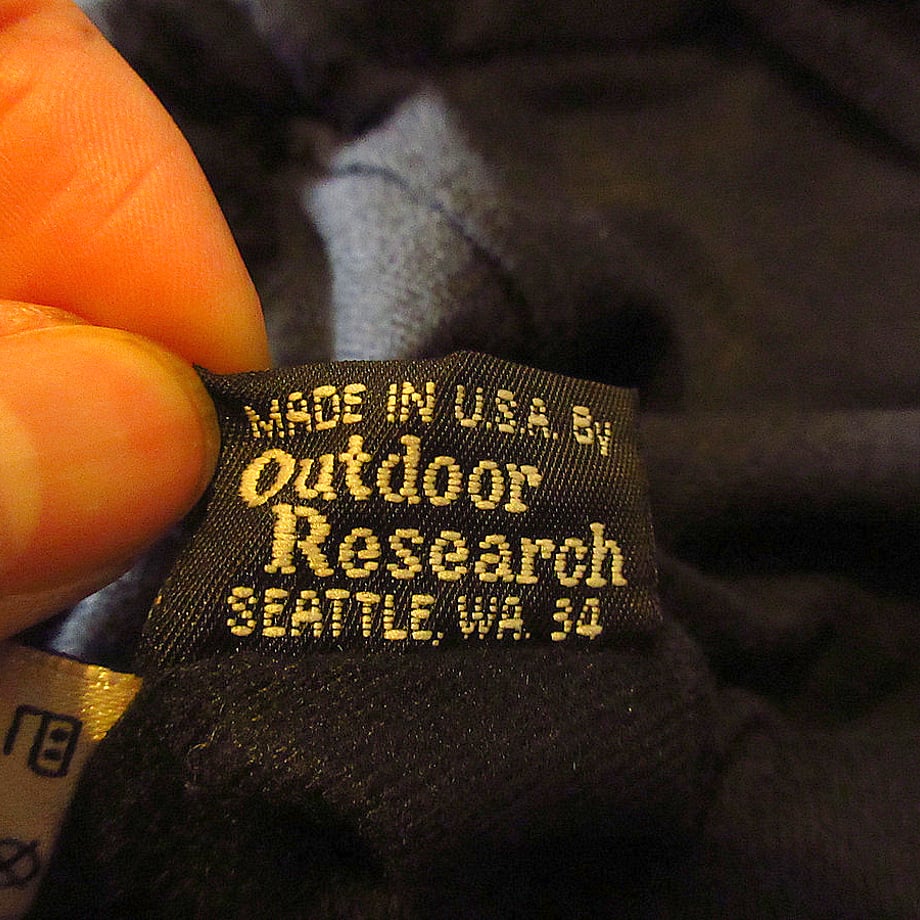 MADE IN U.S.A. By
Outdoor
Research
SEATTLE, WA. 34